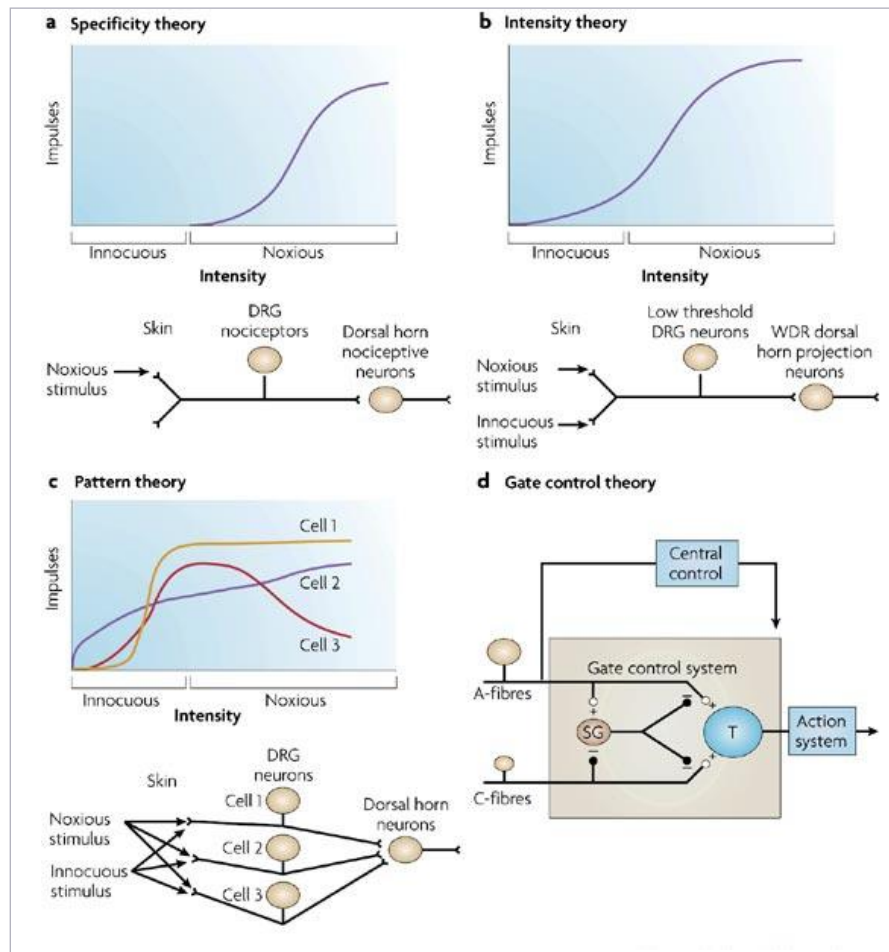 a Specificity theory
Impulses
Innocuous
Noxious
Intensity
Skin
DRG
nociceptors
Dorsal horn
nociceptive
neurons
Noxious
stimulus
b Intensity theory
Impulses
Innocuous
Noxious
Intensity
Skin
Low threshold
DRG neurons
WDR dorsal
horn projection
neurons
Noxious
stimulus
Innocuous
stimulus
c Pattern theory
Impulses
Cell 1
Cell 2
Cell 3
Innocuous
Noxious
Intensity
Skin
DRG
neurons
Cell 1
Cell 2
Cell 3
Dorsal horn
neurons
Noxious
stimulus
Innocuous
stimulus
d Gate control theory
Central
control
Gate control system
A-fibres
+
SG
–
–
–
+
+
T
Action
system
C-fibres